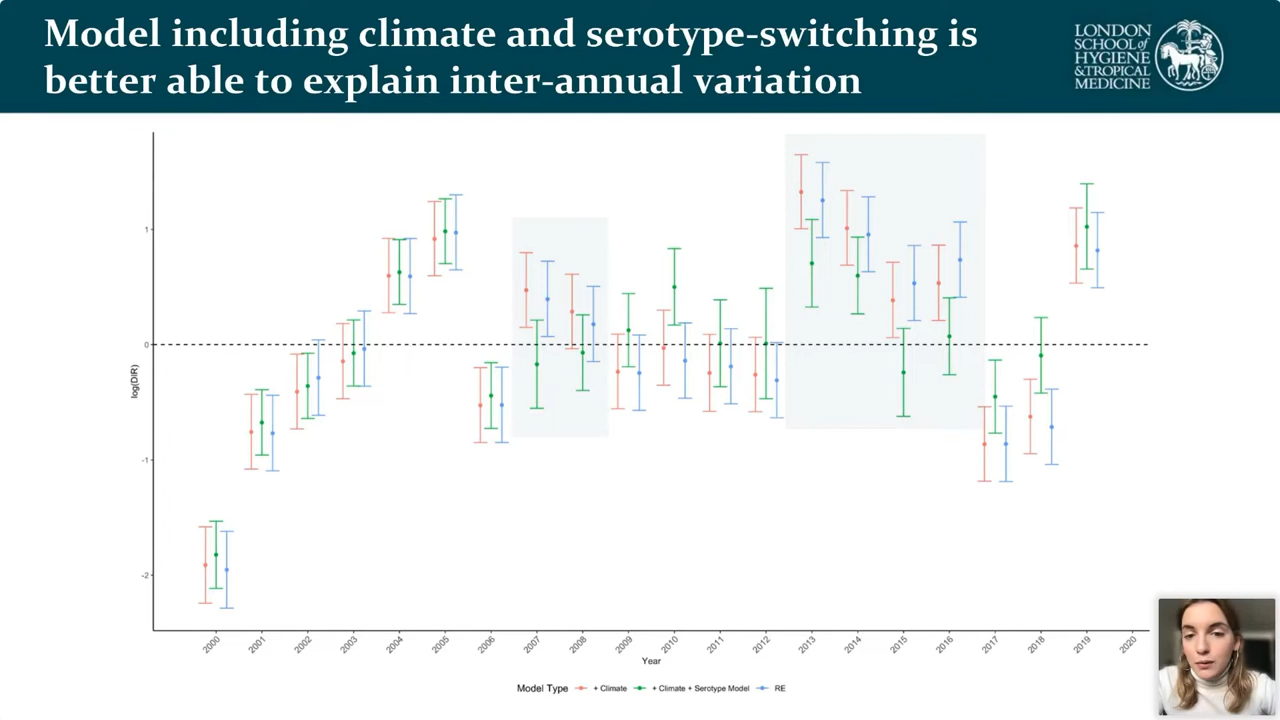 Model including climate and serotype-switching is
better able to explain inter-annual variation
LONDON
SCHOOL of
HYGIENE
& TROPICAL
MEDICINE
1
0
-1
-2
log(DIR)
2000 2001 2002 2003 2004 2005 2006 2007 2008 2009 2010 2011 2012 2013 2014 2015 2016 2017 2018 2019 2020
Year
Model Type + Climate + Climate + Serotype Model RE